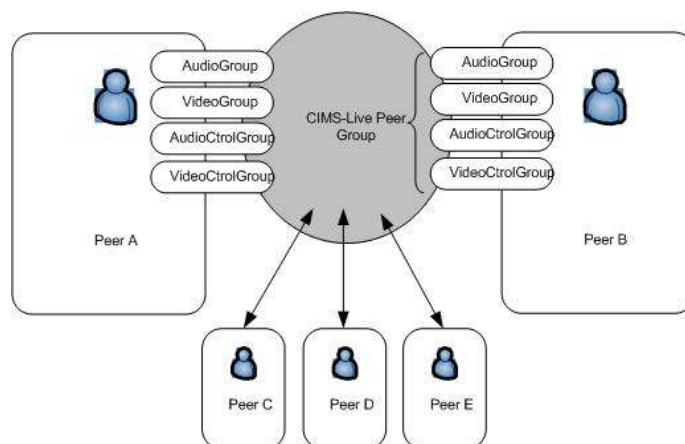 AudioGroup
VideoGroup
AudioCtrolGroup
VideoCtrolGroup
Peer A
CIMS-Live Peer
Group
AudioGroup
VideoGroup
AudioCtrolGroup
VideoCtrolGroup
Peer B
Peer C
Peer D
Peer E